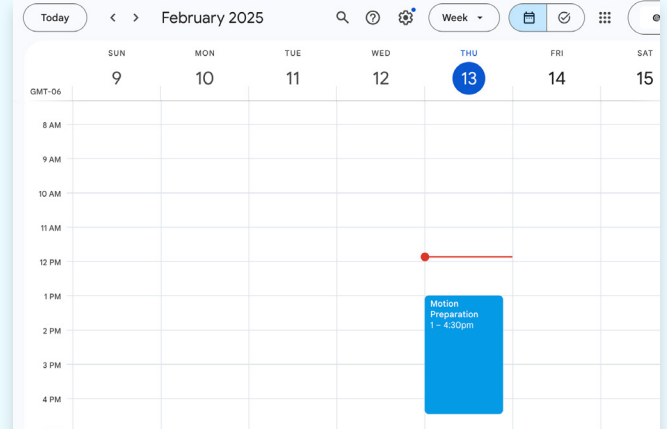 Today < > February 2025 Week
SUN MON TUE WED THU FRI SAT
9 10 11 12 13 14 15
GMT-06
8 AM
9 AM
10 AM
11 AM
12 PM
1 PM
Motion
Preparation
1 – 4:30pm
2 PM
3 PM
4 PM